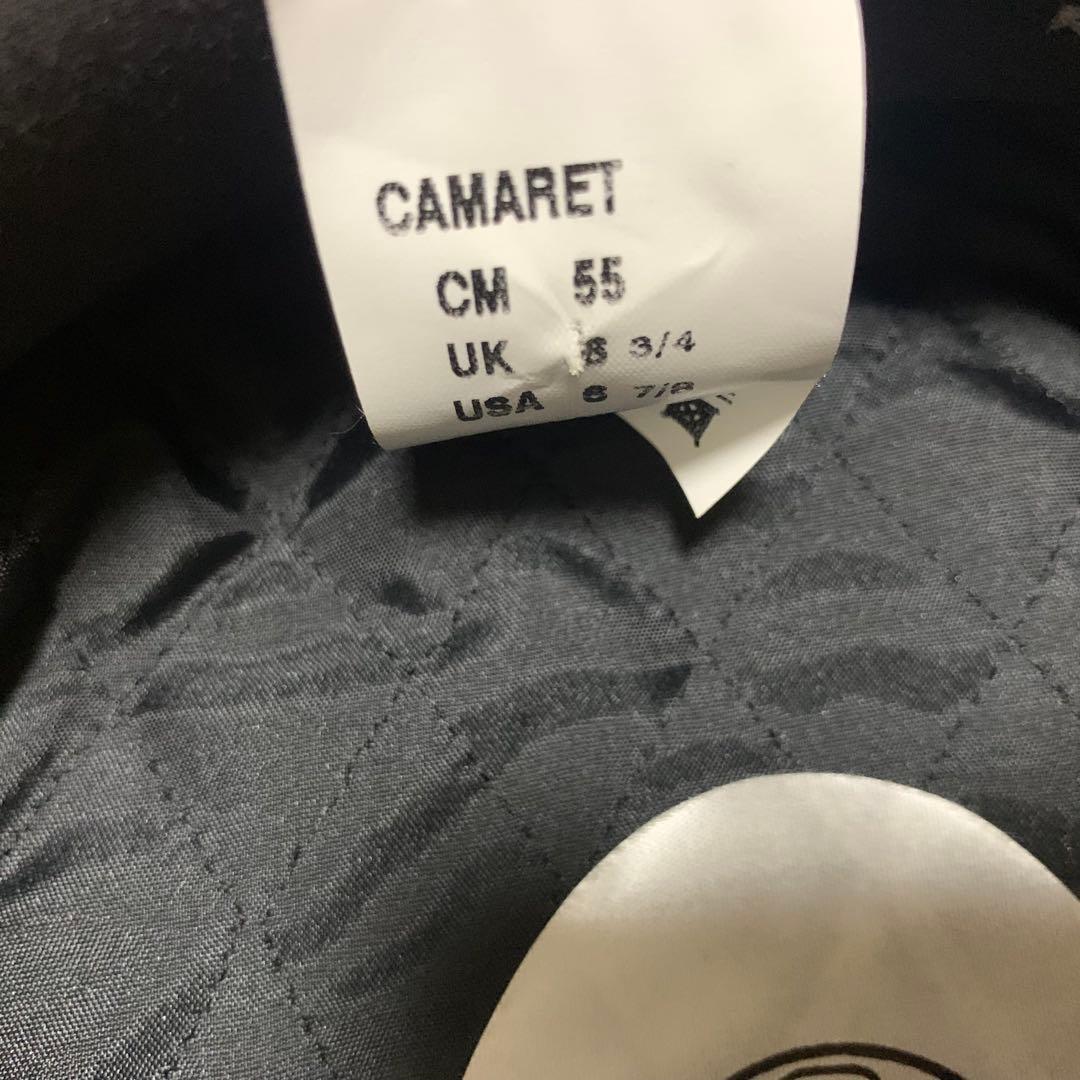 CAMARET
CM 55
UK 6 3/4
USA 6 7/8